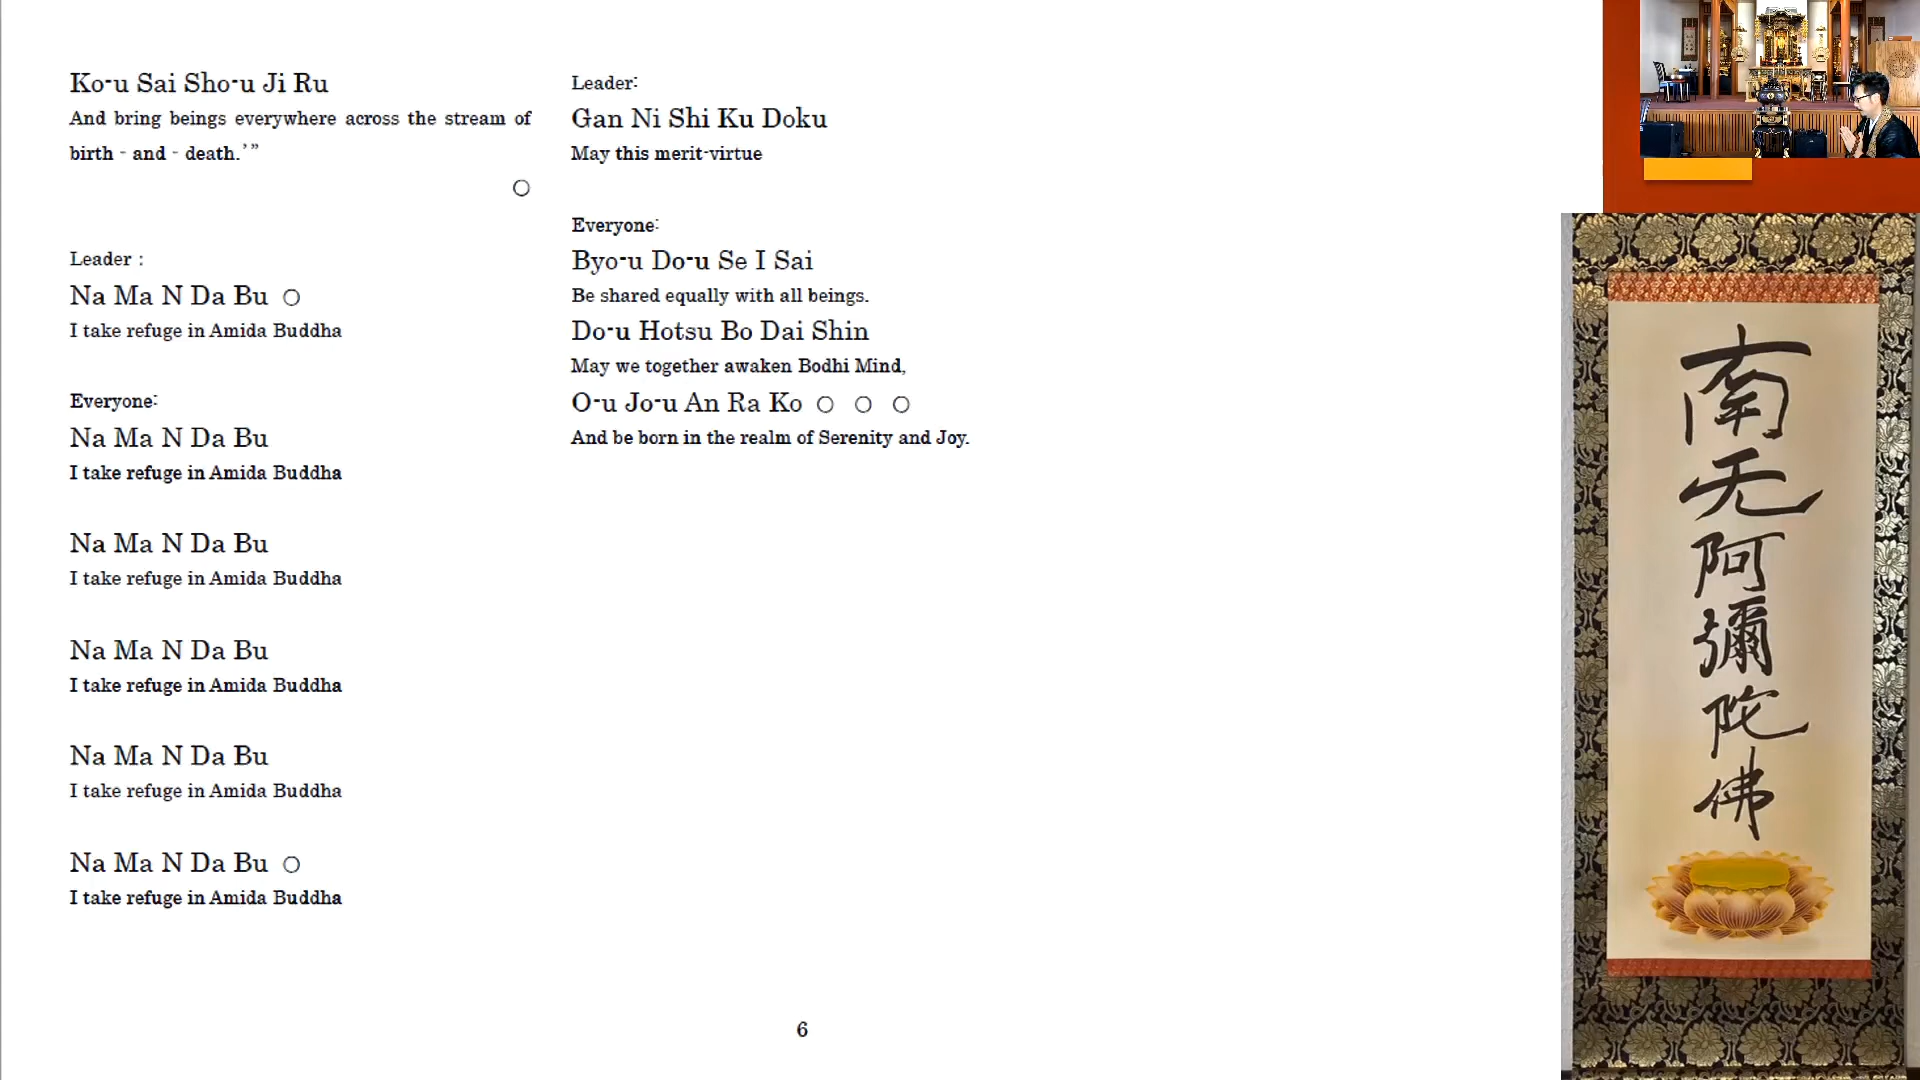 Ko-u Sai Sho-u Ji Ru
And bring beings everywhere across the stream of
birth - and - death.’”
○
Leader :
Na Ma N Da Bu ○
I take refuge in Amida Buddha
Everyone:
Na Ma N Da Bu
I take refuge in Amida Buddha
Na Ma N Da Bu
I take refuge in Amida Buddha
Na Ma N Da Bu
I take refuge in Amida Buddha
Na Ma N Da Bu
I take refuge in Amida Buddha
Na Ma N Da Bu ○
I take refuge in Amida Buddha
Leader:
Gan Ni Shi Ku Doku
May this merit-virtue
Everyone:
Byo-u Do-u Se I Sai
Be shared equally with all beings.
Do-u Hotsu Bo Dai Shin
May we together awaken Bodhi Mind,
O-u Jo-u An Ra Ko ○ ○ ○
And be born in the realm of Serenity and Joy.
6
南无阿彌陀佛